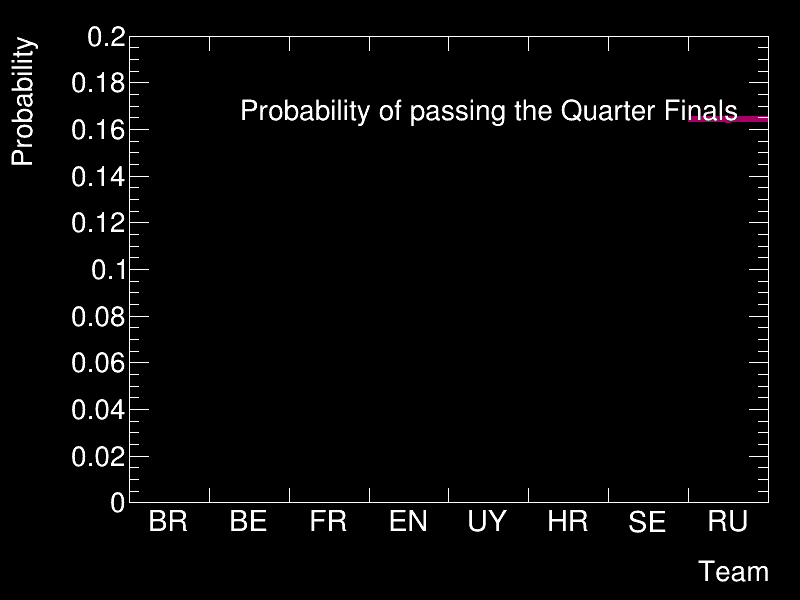 Probability
0.2
0.18
0.16
0.14
0.12
0.1
0.08
0.06
0.04
0.02
0
Probability of passing the Quarter Finals
BR BE FR EN UY HR SE RU
Team